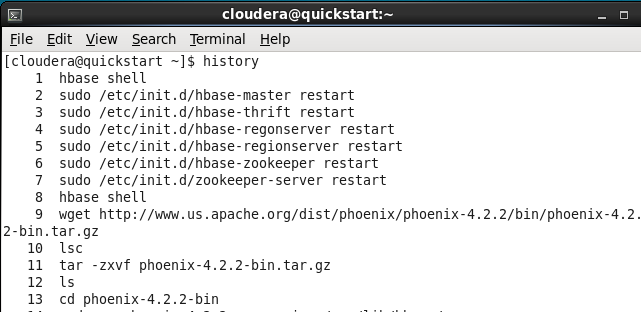 cloudera@quickstart:~
File Edit View Search Terminal Help
[cloudera@quickstart ~]$ history
1 hbase shell
2 sudo /etc/init.d/hbase-master restart
3 sudo /etc/init.d/hbase-thrift restart
4 sudo /etc/init.d/hbase-regonserver restart
5 sudo /etc/init.d/hbase-regionserver restart
6 sudo /etc/init.d/hbase-zookeeper restart
7 sudo /etc/init.d/zookeeper-server restart
8 hbase shell
9 wget http://www.us.apache.org/dist/phoenix/phoenix-4.2.2/bin/phoenix-4.2.
2-bin.tar.gz
10 lsc
11 tar -zxvf phoenix-4.2.2-bin.tar.gz
12 ls
13 cd phoenix-4.2.2-bin